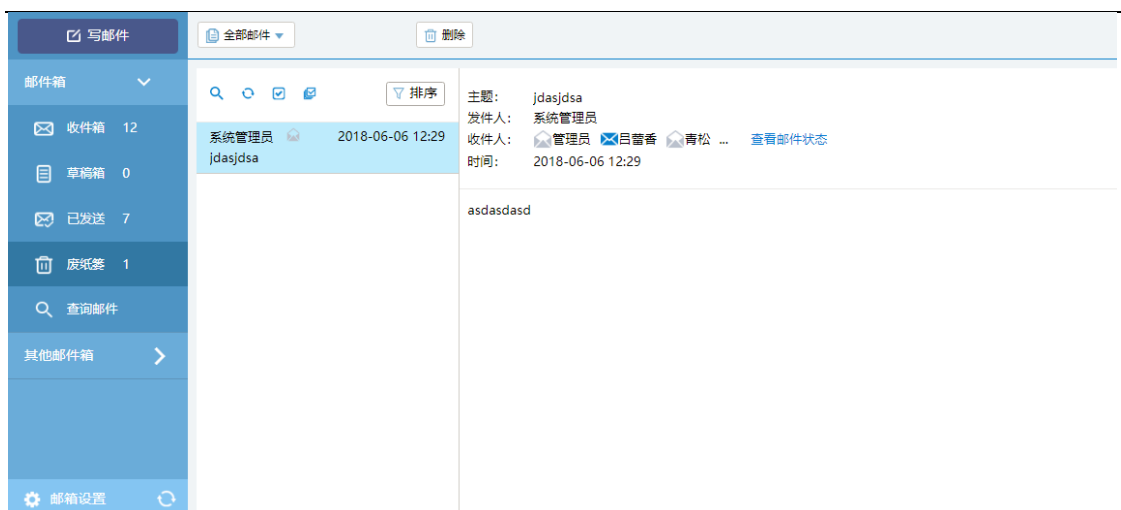 写邮件
全部邮件
删除
邮件箱
收件箱 12
草稿箱 0
已发送 7
废纸篓 1
查询邮件
其他邮件箱
邮箱设置
排序
系统管理员 2018-06-06 12:29
jdasjdsa
主题: jdasjdsa
发件人: 系统管理员
收件人: 管理员 吕蕾香 青松 ... 查看邮件状态
时间: 2018-06-06 12:29
asdasdasd